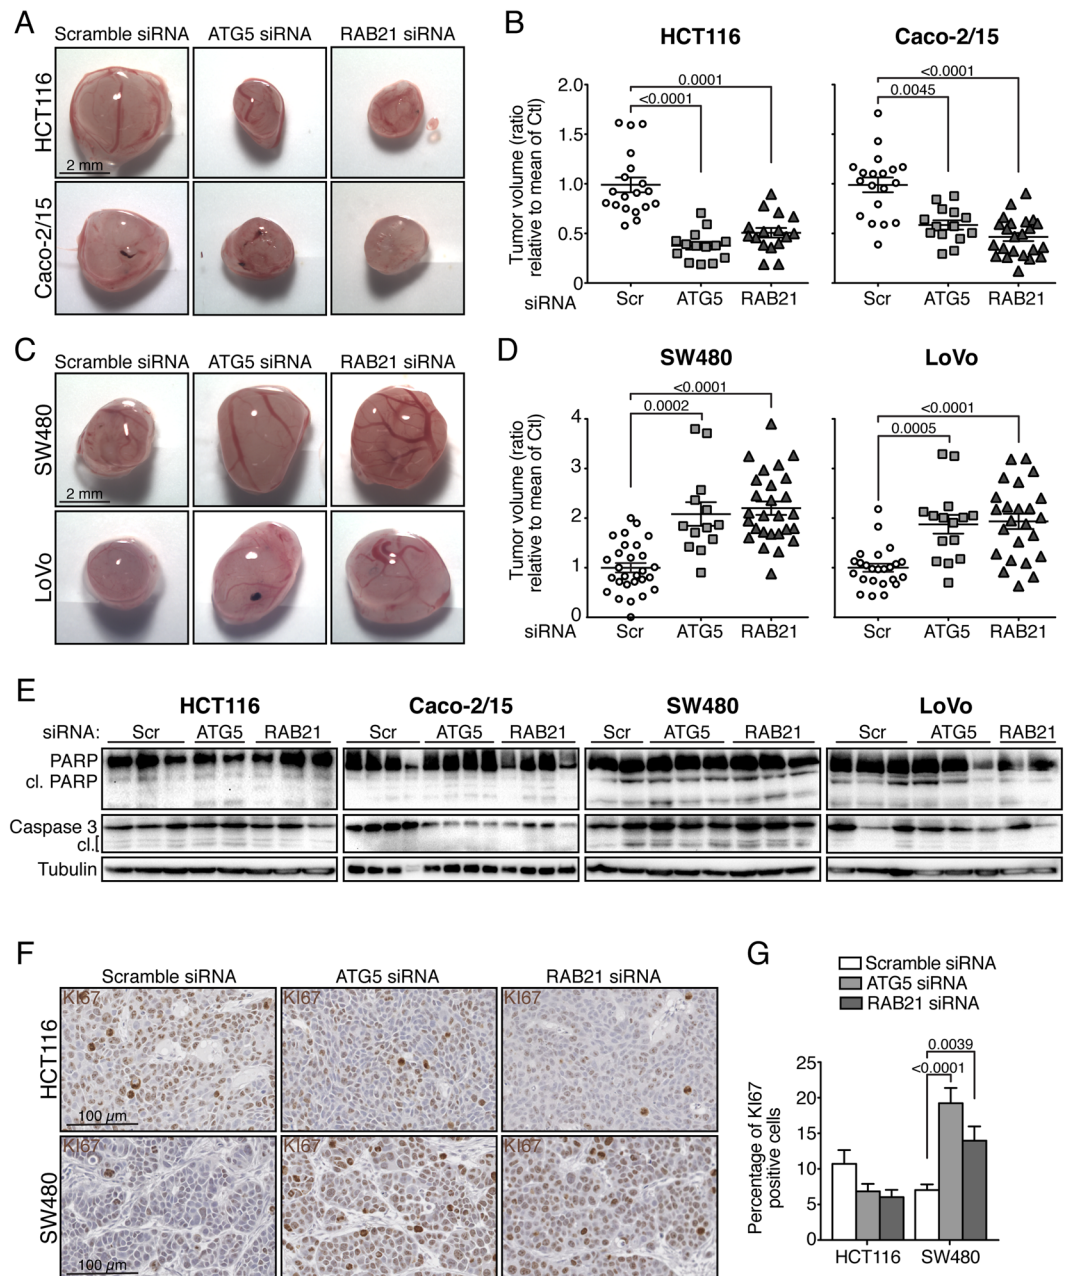 A
Scramble siRNA ATG5 siRNA RAB21 siRNA
HCT116
2 mm
Caco-2/15
B
HCT116 Caco-2/15
Tumor volume (ratio
relative to mean of Ctl)
2.0
1.5
1.0
0.5
0
0.0001
<0.0001
<0.0001
0.0045
siRNA Scr ATG5 RAB21 Scr ATG5 RAB21
C
Scramble siRNA ATG5 siRNA RAB21 siRNA
SW480
2 mm
LoVo
D
SW480 LoVo
Tumor volume (ratio
relative to mean of Ctl)
4
3
2
1
0
<0.0001
0.0002
<0.0001
0.0005
siRNA Scr ATG5 RAB21 Scr ATG5 RAB21
E
HCT116 Caco-2/15 SW480 LoVo
siRNA: Scr ATG5 RAB21 Scr ATG5 RAB21 Scr ATG5 RAB21 Scr ATG5 RAB21
PARP
cl. PARP
Caspase 3
cl.[
Tubulin
F
Scramble siRNA ATG5 siRNA RAB21 siRNA
HCT116
KI67 KI67 KI67
100 µm
SW480
KI67 KI67 KI67
100 µm
G
Scramble siRNA
ATG5 siRNA
RAB21 siRNA
Percentage of KI67
positive cells
25
20
15
10
5
0
0.0039
<0.0001
HCT116 SW480